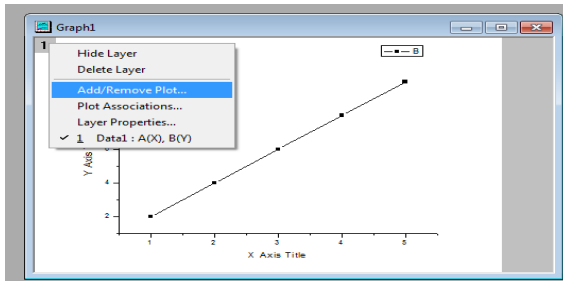 Graph1
1
Hide Layer
Delete Layer
Add/Remove Plot...
Plot Associations...
Layer Properties...
✓ 1 Data1 : A(X), B(Y)
B
Y Axis
6
4
2
1 2 3 4 5
X Axis Title